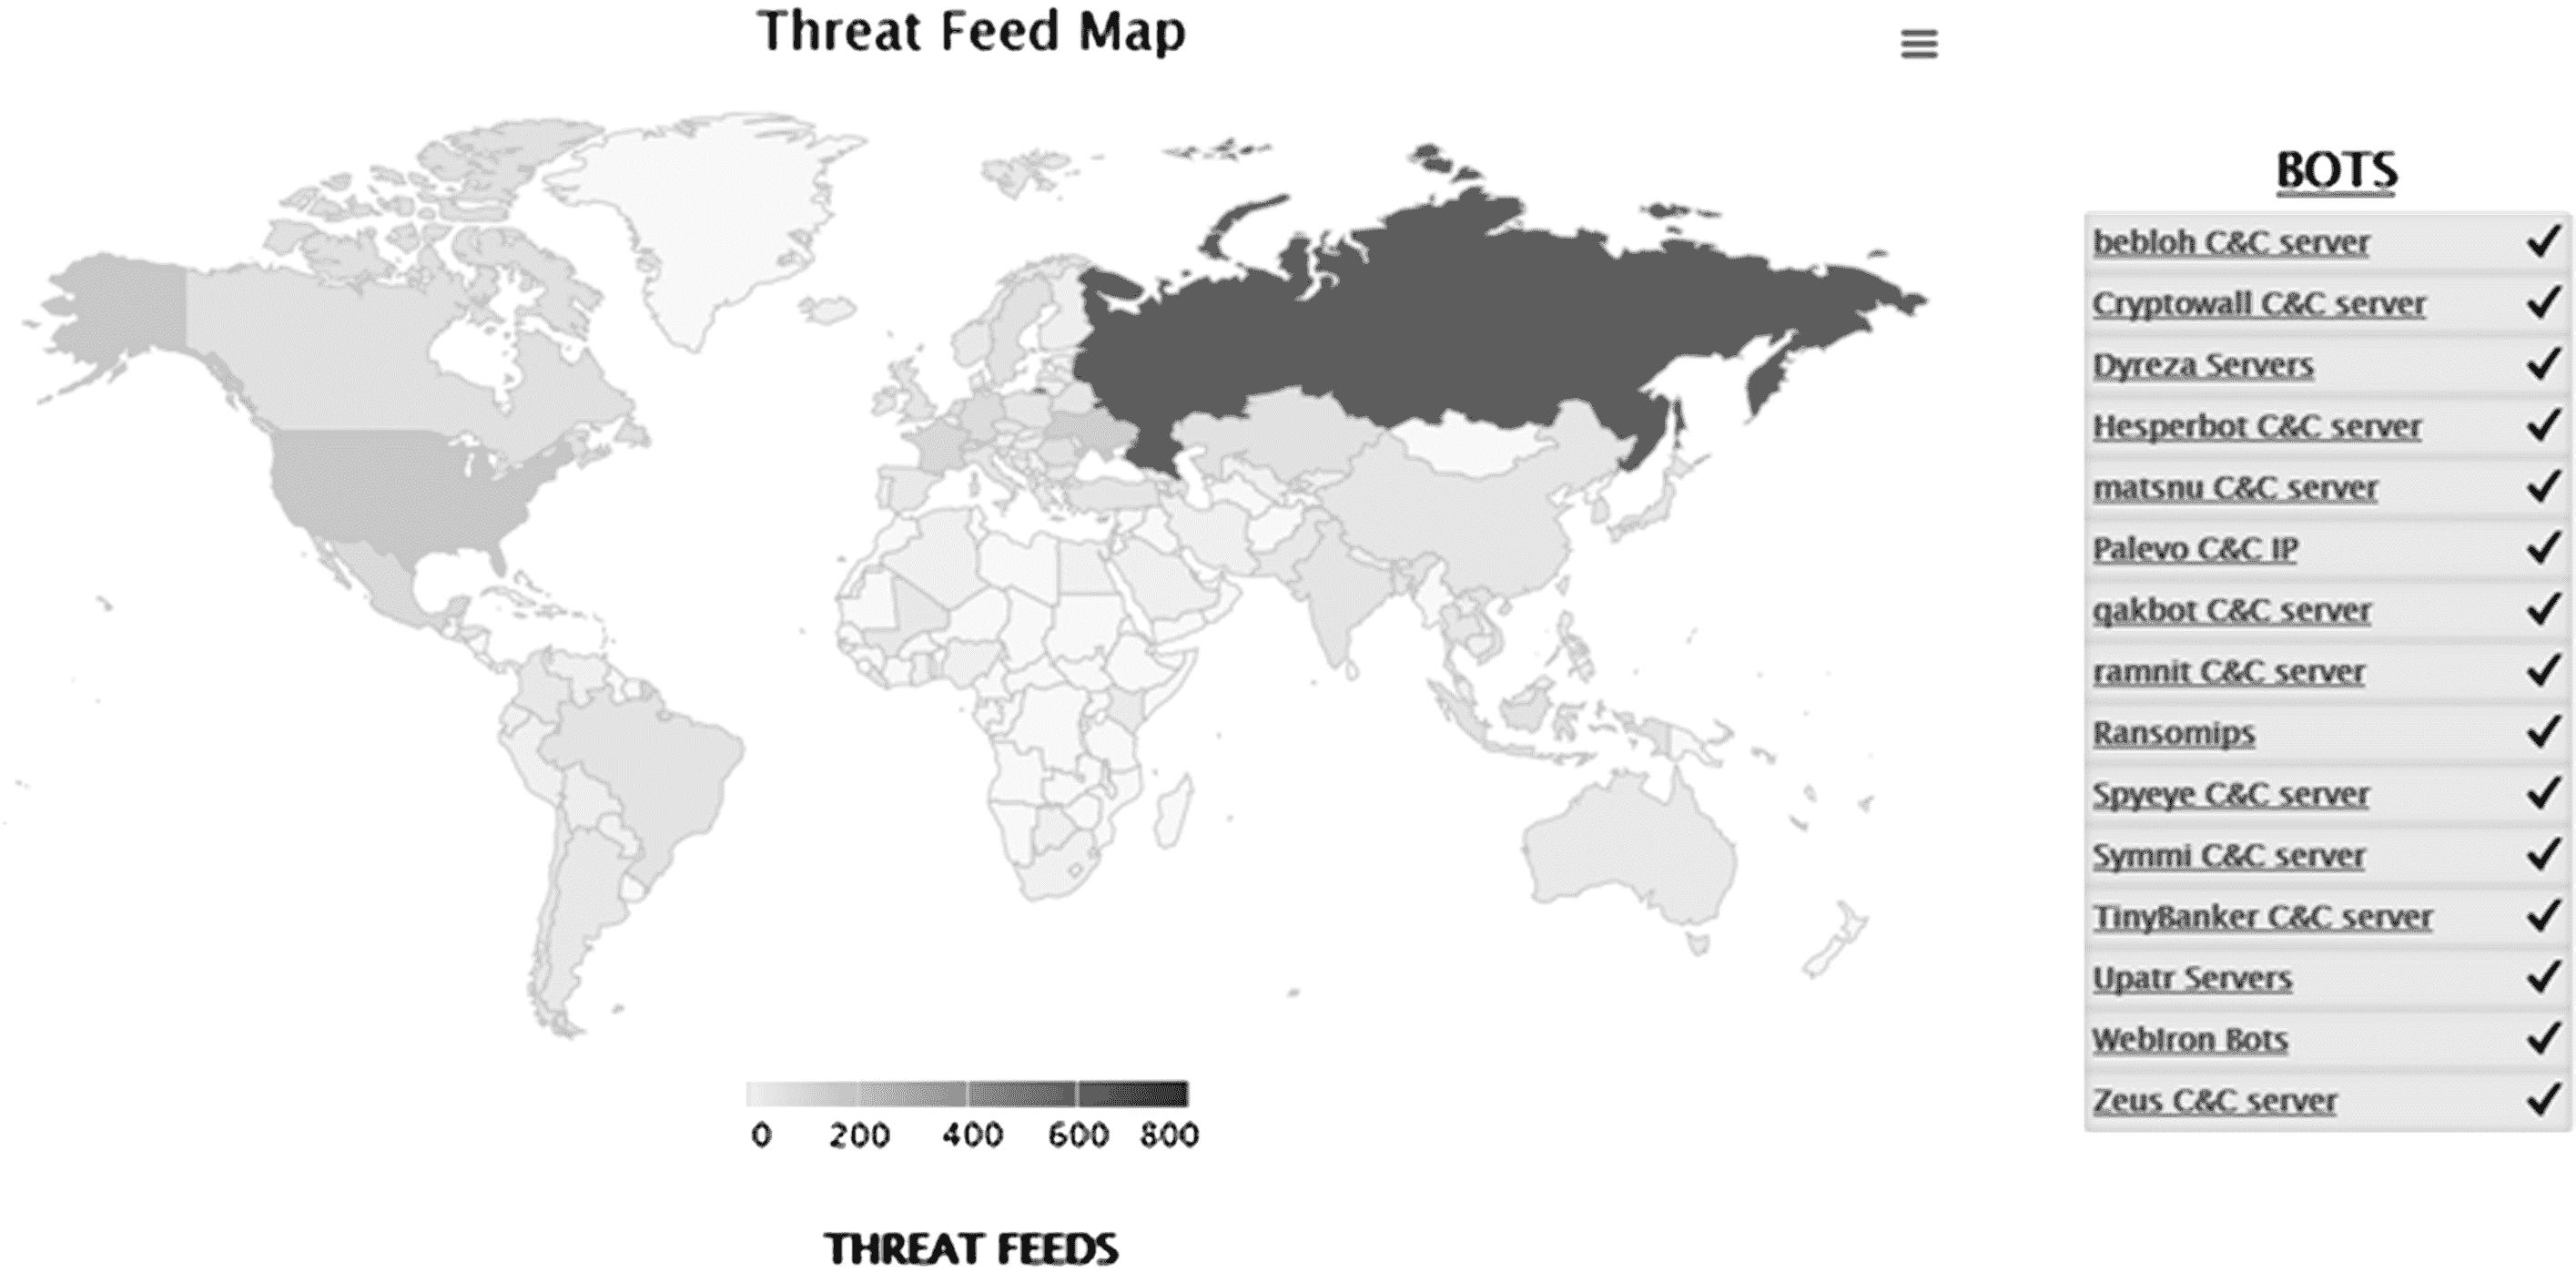 Threat Feed Map
BOTS
bebloh C&C server
Cryptowall C&C server
Dyreza Servers
Hesperbot C&C server
matsnu C&C server
Palevo C&C IP
qakbot C&C server
ramnit C&C server
Ransomips
Spyeye C&C server
Symmi C&C server
TinyBanker C&C server
Upatr Servers
WebIron Bots
Zeus C&C server
0 200 400 600 800
THREAT FEEDS